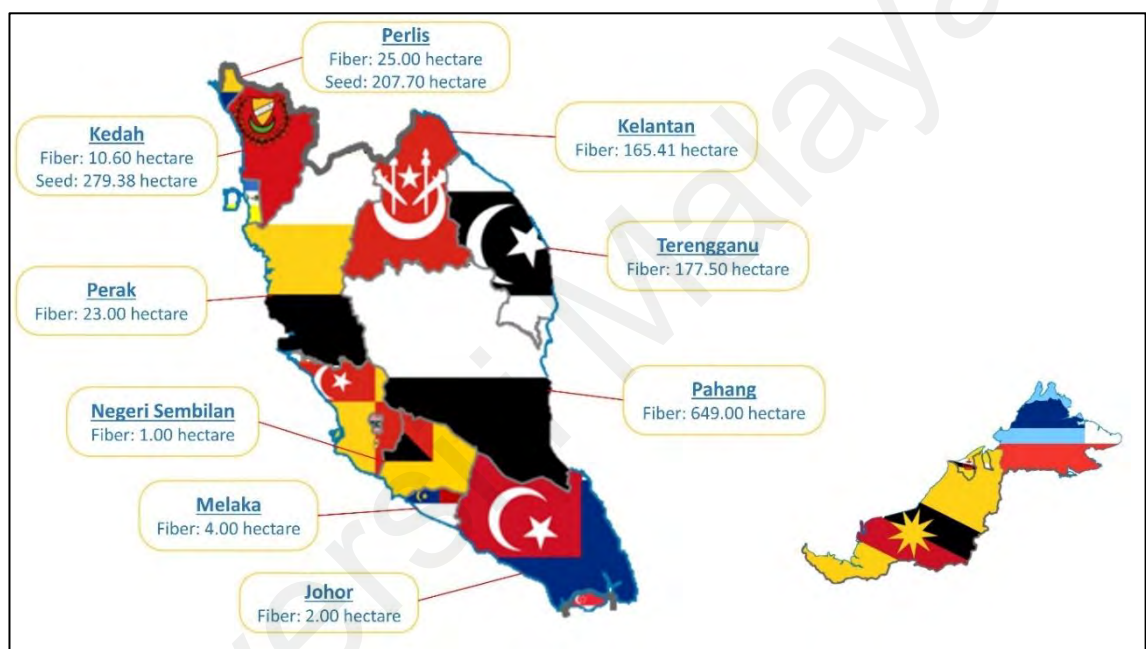 Perlis
Fiber: 25.00 hectare
Seed: 207.70 hectare
Kedah
Fiber: 10.60 hectare
Seed: 279.38 hectare
Kelantan
Fiber: 165.41 hectare
Terengganu
Fiber: 177.50 hectare
Perak
Fiber: 23.00 hectare
Pahang
Fiber: 649.00 hectare
Negeri Sembilan
Fiber: 1.00 hectare
Melaka
Fiber: 4.00 hectare
Johor
Fiber: 2.00 hectare
ersi Malaya